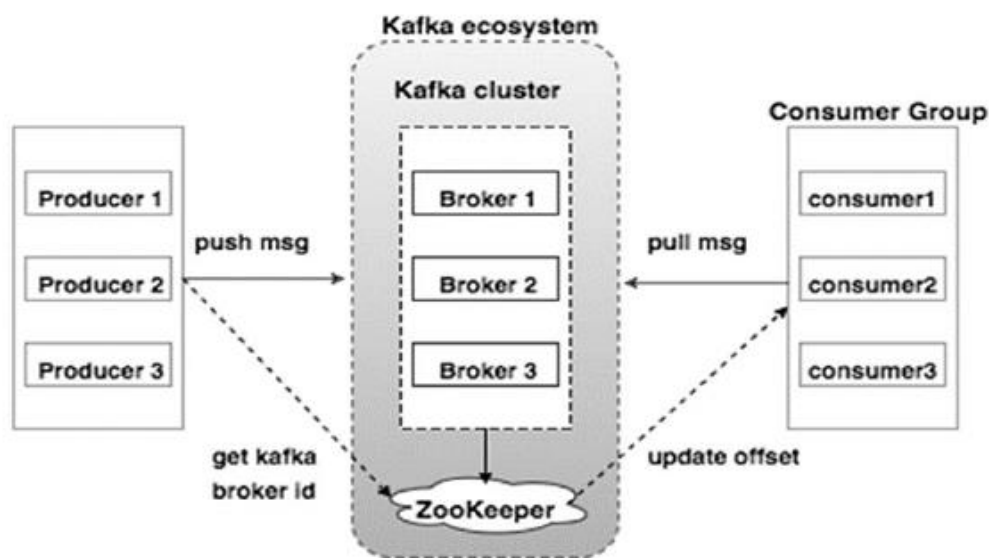 Kafka ecosystem
Kafka cluster
Consumer Group
Producer 1
Producer 2
Producer 3
push msg
Broker 1
Broker 2
Broker 3
pull msg
consumer1
consumer2
consumer3
get kafka
broker id
ZooKeeper
update offset